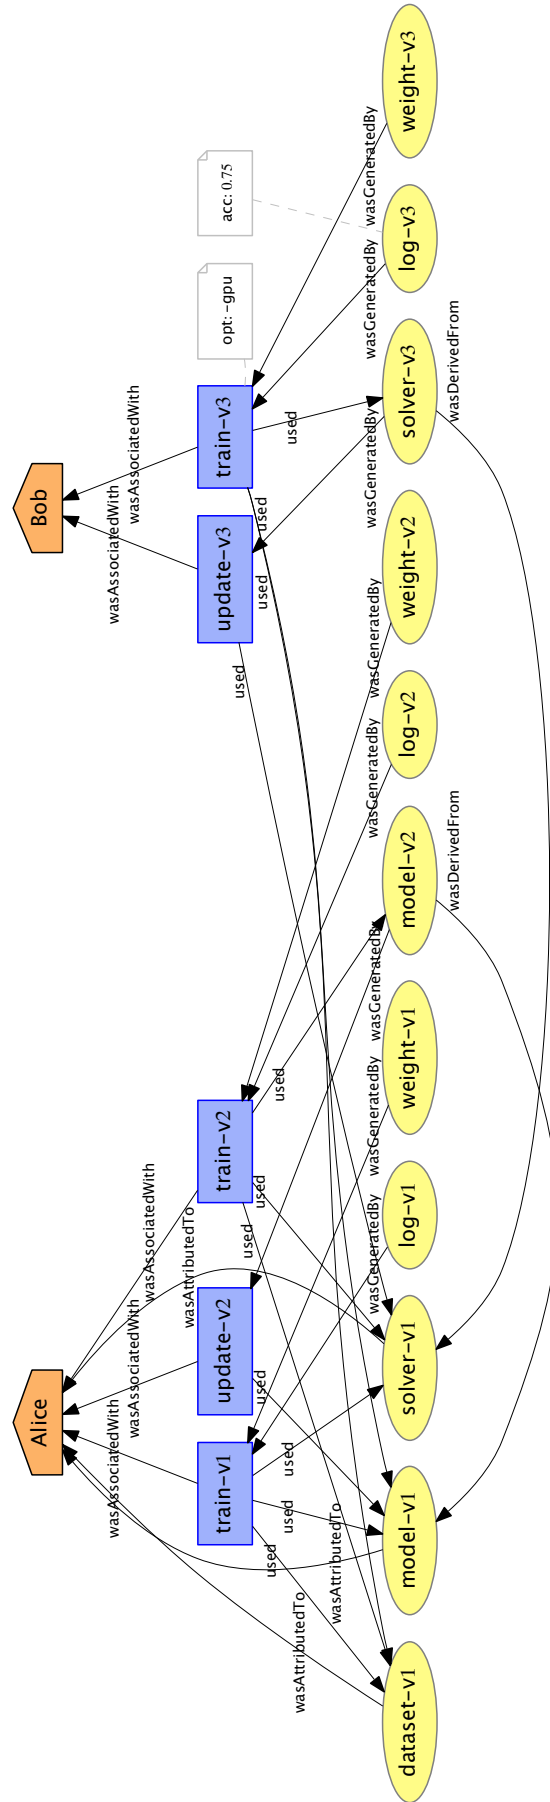 Alice
Bob
wasAssociatedWith
wasAssociatedWith
wasAssociatedWith
wasAttributedTo
wasAttributedTo
wasAttributedTo
wasAssociatedWith
wasAssociatedWith
train-v1
update-v2
train-v2
update-v3
train-v3
opt: -gpu
acc: 0.75
used
used
used
used
used
used
used
used
used
used
used
wasGeneratedBy
wasGeneratedBy
wasGeneratedBy
wasGeneratedBy
wasGeneratedBy
wasGeneratedBy
wasGeneratedBy
wasGeneratedBy
dataset-v1
model-v1
solver-v1
log-v1
weight-v1
model-v2
log-v2
weight-v2
solver-v3
log-v3
weight-v3
wasDerivedFrom
wasDerivedFrom